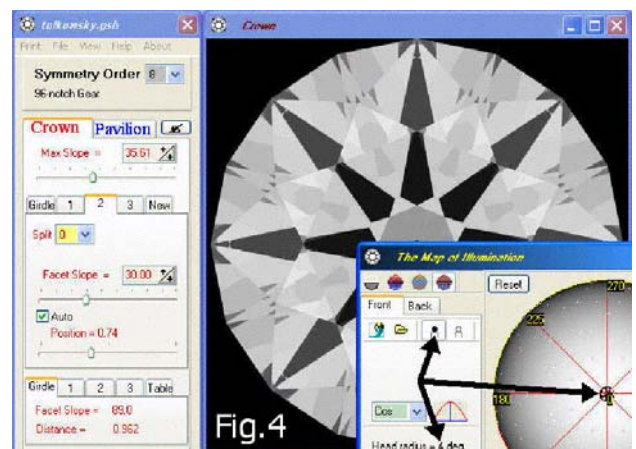 tolkowsky.gsh
Print File View Help About
Symmetry Order 8
96-notch Gear
Crown Pavilion
Max Slope = 35.61
Girdle 1 2 3 New
Split 0
Facet Slope = 30.00
Auto
Position = 0.74
Girdle 1 2 3 Table
Facet Slope = 89.0
Distance = 0.962
Crown
Fig.4
The Map of Illumination
Reset
Front Back
Cos
Head radius = 4 deg
270
225
180
0